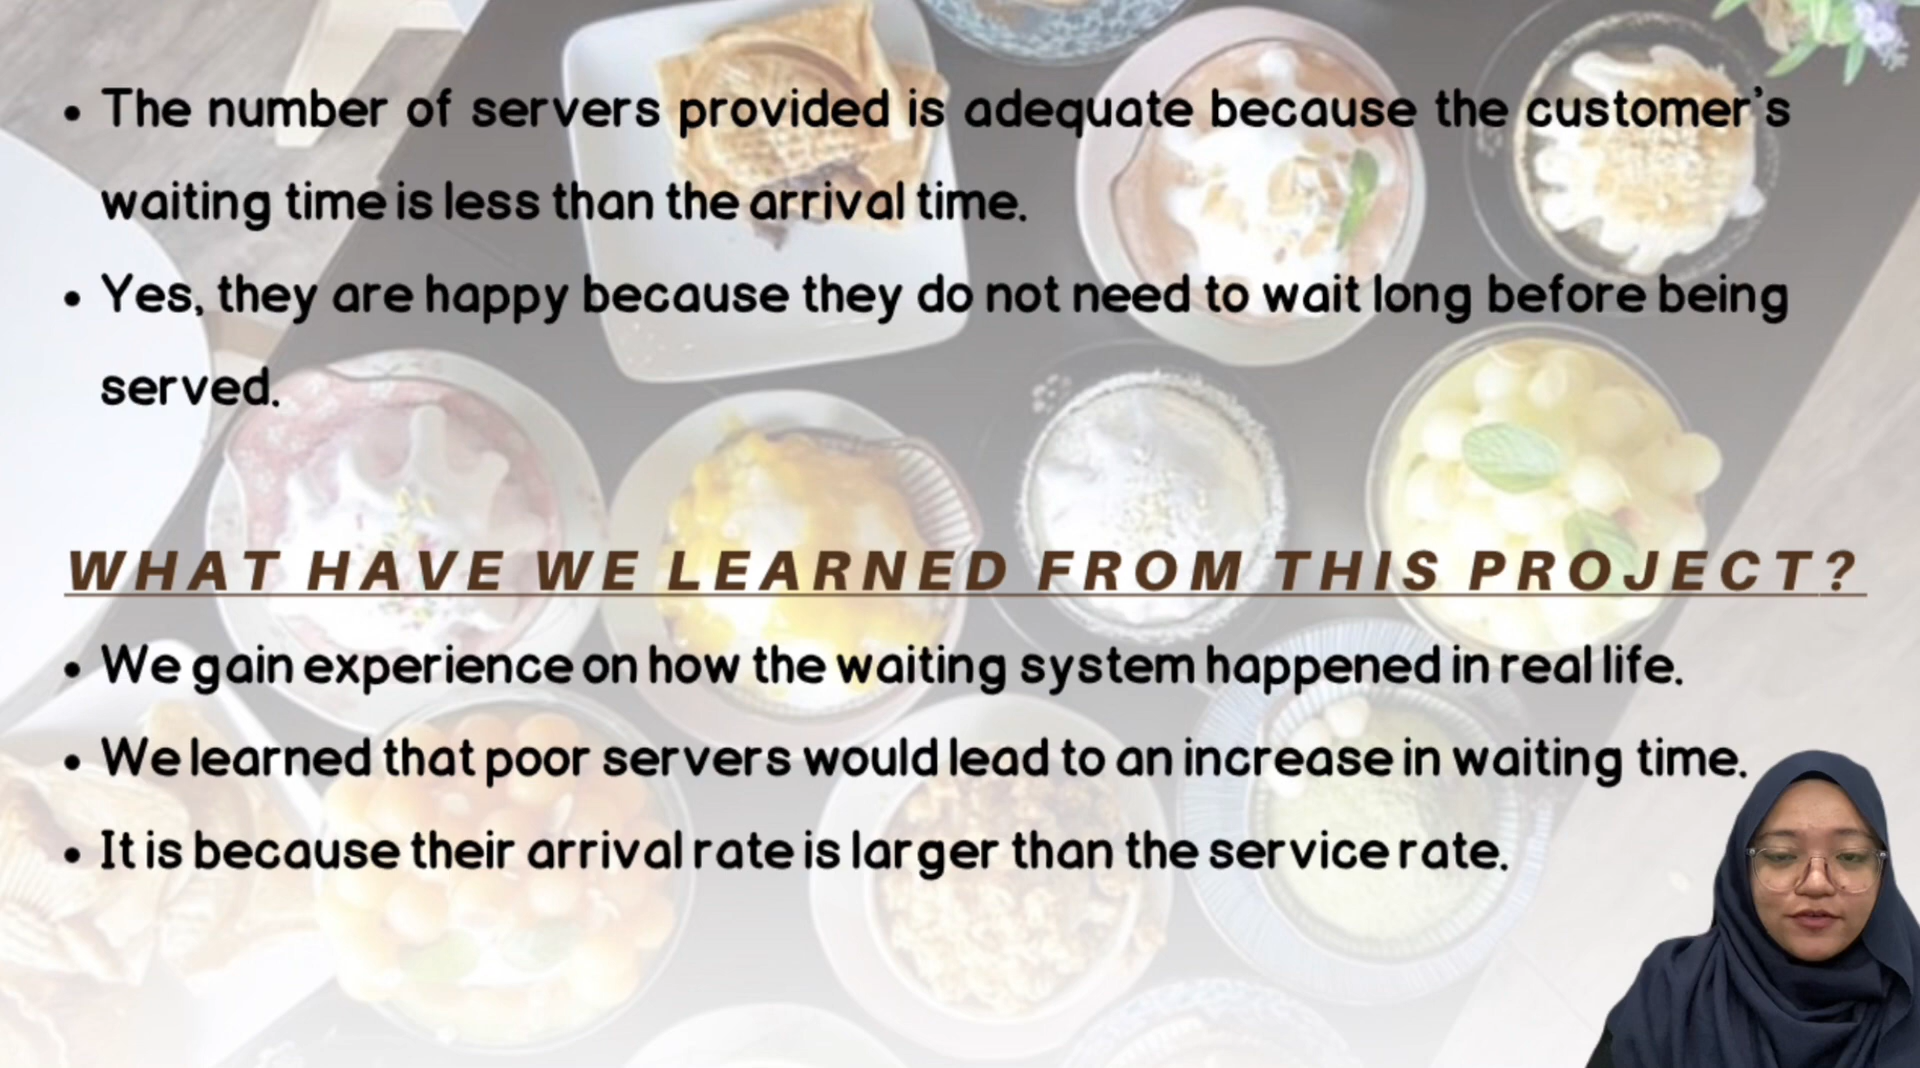 • The number of servers provided is adequate because the customer's
waiting time is less than the arrival time.
• Yes, they are happy because they do not need to wait long before being
served.
WHAT HAVE WE LEARNED FROM THIS PROJECT?
• We gain experience on how the waiting system happened in real life.
• We learned that poor servers would lead to an increase in waiting time.
• It is because their arrival rate is larger than the service rate.